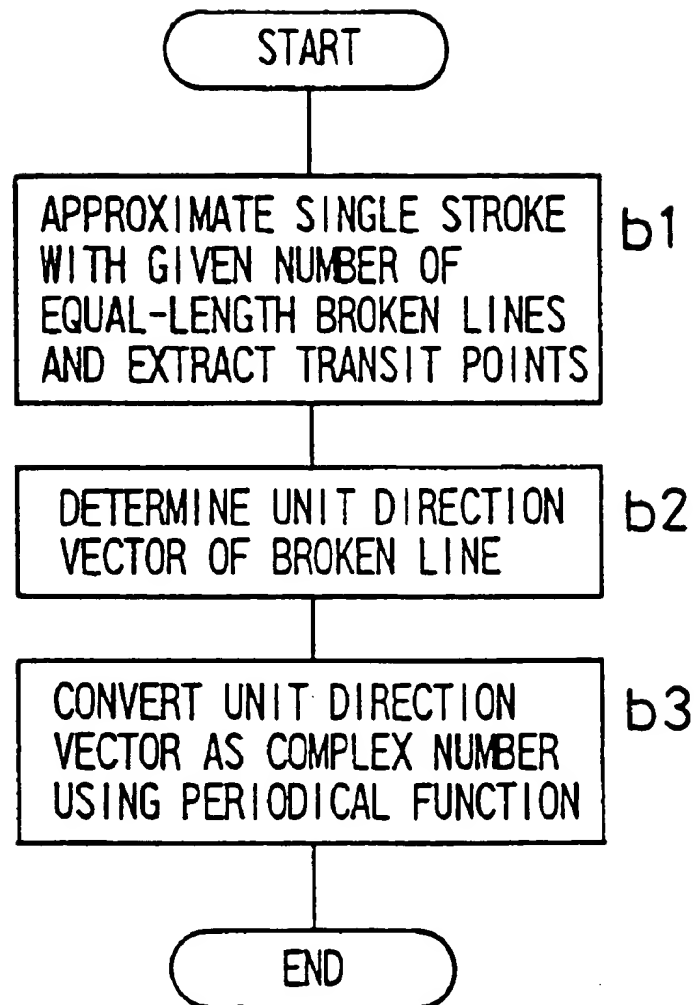 START
APPROXIMATE SINGLE STROKE
WITH GIVEN NUMBER OF
EQUAL-LENGTH BROKEN LINES
AND EXTRACT TRANSIT POINTS
b1
DETERMINE UNIT DIRECTION
VECTOR OF BROKEN LINE
b2
CONVERT UNIT DIRECTION
VECTOR AS COMPLEX NUMBER
USING PERIODICAL FUNCTION
b3
END